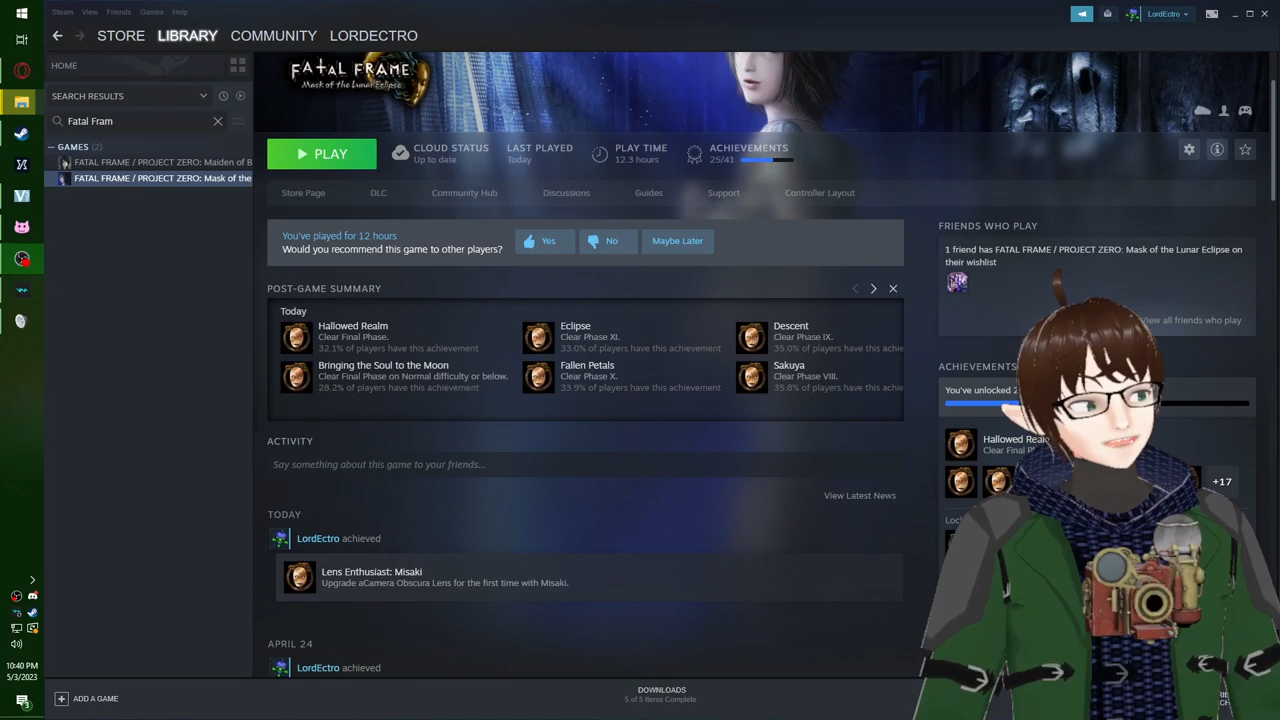 Steam View Friends Games Help
LordEctro
STORE LIBRARY COMMUNITY LORDECTRO
HOME
SEARCH RESULTS
Fatal Fram
GAMES (2)
FATAL FRAME / PROJECT ZERO: Maiden of B
FATAL FRAME / PROJECT ZERO: Mask of the
FATAL FRAME
Mask of the Lunar Eclipse
PLAY
CLOUD STATUS
Up to date
LAST PLAYED
Today
PLAY TIME
12.3 hours
ACHIEVEMENTS
25/41
Store Page DLC Community Hub Discussions Guides Support Controller Layout
You've played for 12 hours
Would you recommend this game to other players?
Yes No Maybe Later
POST-GAME SUMMARY
Today
Hallowed Realm
Clear Final Phase.
32.1% of players have this achievement
Eclipse
Clear Phase XI.
33.0% of players have this achievement
Descent
Clear Phase IX.
35.0% of players have this achieve
Bringing the Soul to the Moon
Clear Final Phase on Normal difficulty or below.
28.2% of players have this achievement
Fallen Petals
Clear Phase X.
33.9% of players have this achievement
Sakuya
Clear Phase VIII.
35.8% of players have this achieve
ACTIVITY
Say something about this game to your friends...
View Latest News
TODAY
LordEctro achieved
Lens Enthusiast: Misaki
Upgrade aCamera Obscura Lens for the first time with Misaki.
APRIL 24
LordEctro achieved
FRIENDS WHO PLAY
1 friend has FATAL FRAME / PROJECT ZERO: Mask of the Lunar Eclipse on
their wishlist
View all friends who play
ACHIEVEMENTS
You've unlocked 2
Hallowed Realm
Clear Final Ph
+17
Lock
10:40 PM
5/3/2023
ADD A GAME
DOWNLOADS
5 of 5 Items Complete